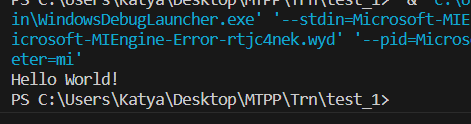 in\WindowsDebugLauncher.exe' '--stdin=Microsoft-MIE
icrosoft-MIEngine-Error-rtjc4nek.wyd' '--pid=Micros
eter=mi'
Hello World!
PS C:\Users\Katya\Desktop\MTPP\Trn\test_1>